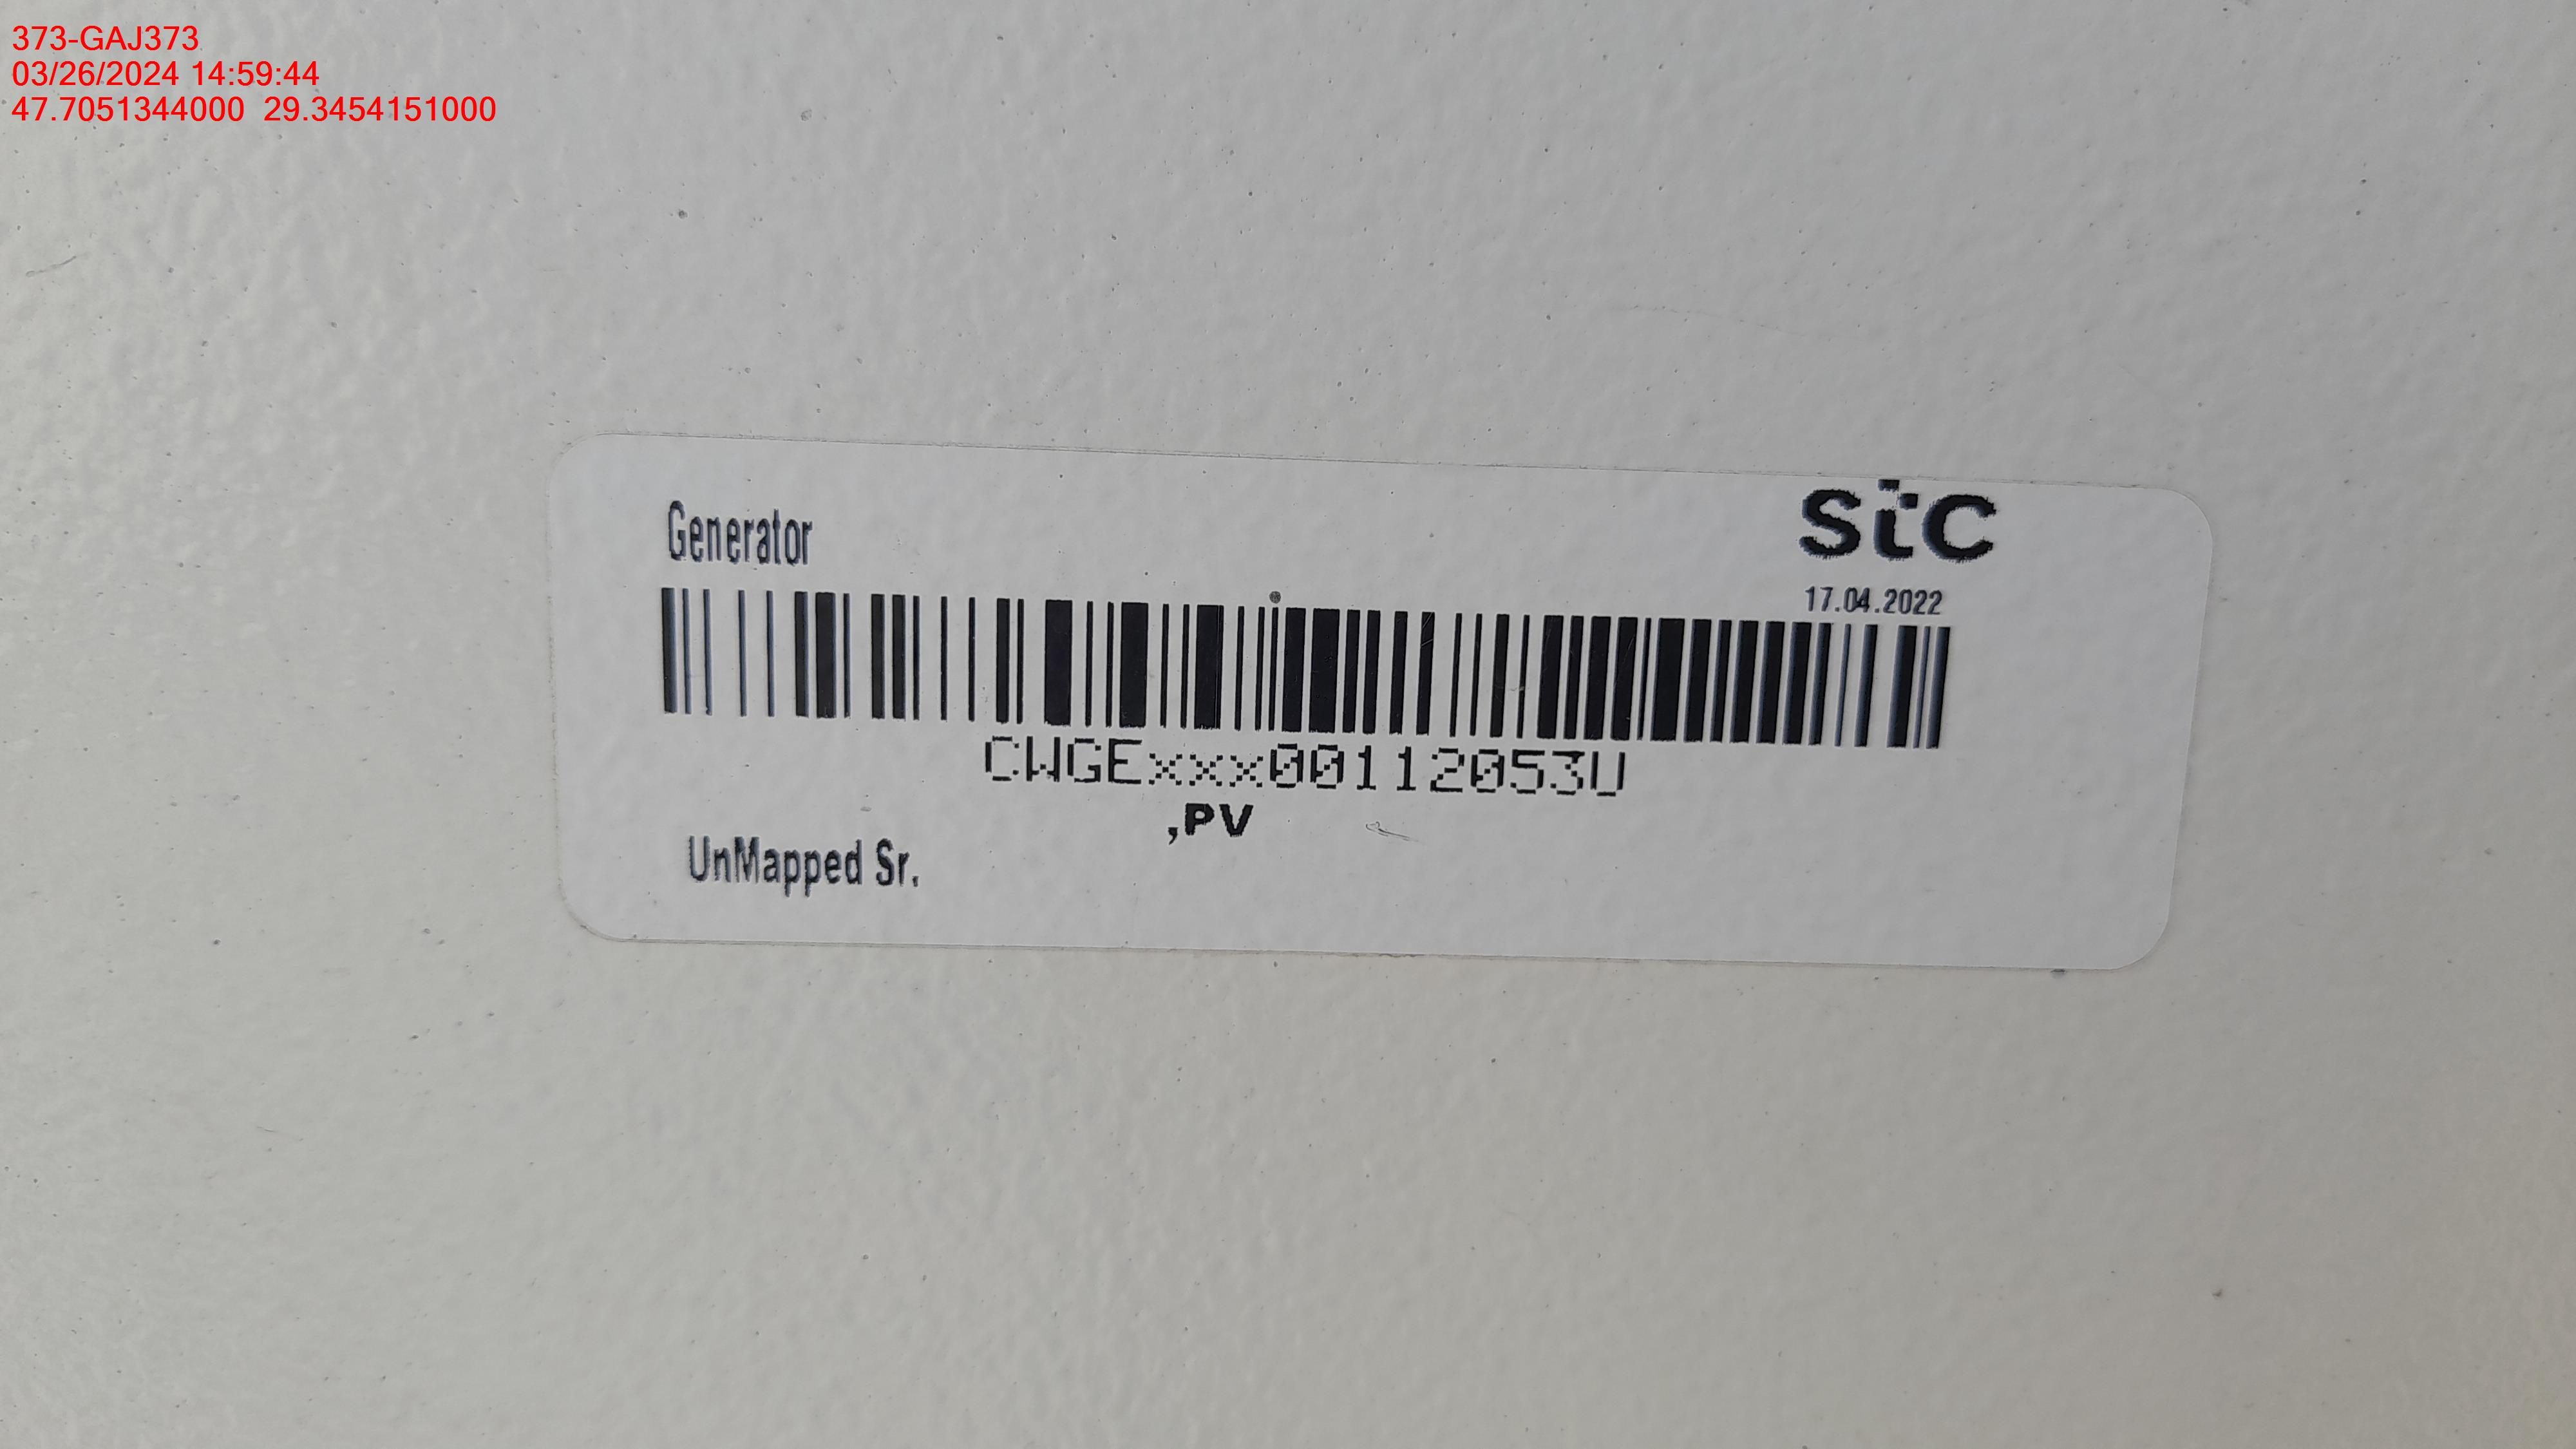 373-GAJ373
03/26/2024 14:59:44
47.7051344000 29.3454151000
Generator
stc
17.04.2022
CWGExxx00112053U
,PV
UnMapped Sr.